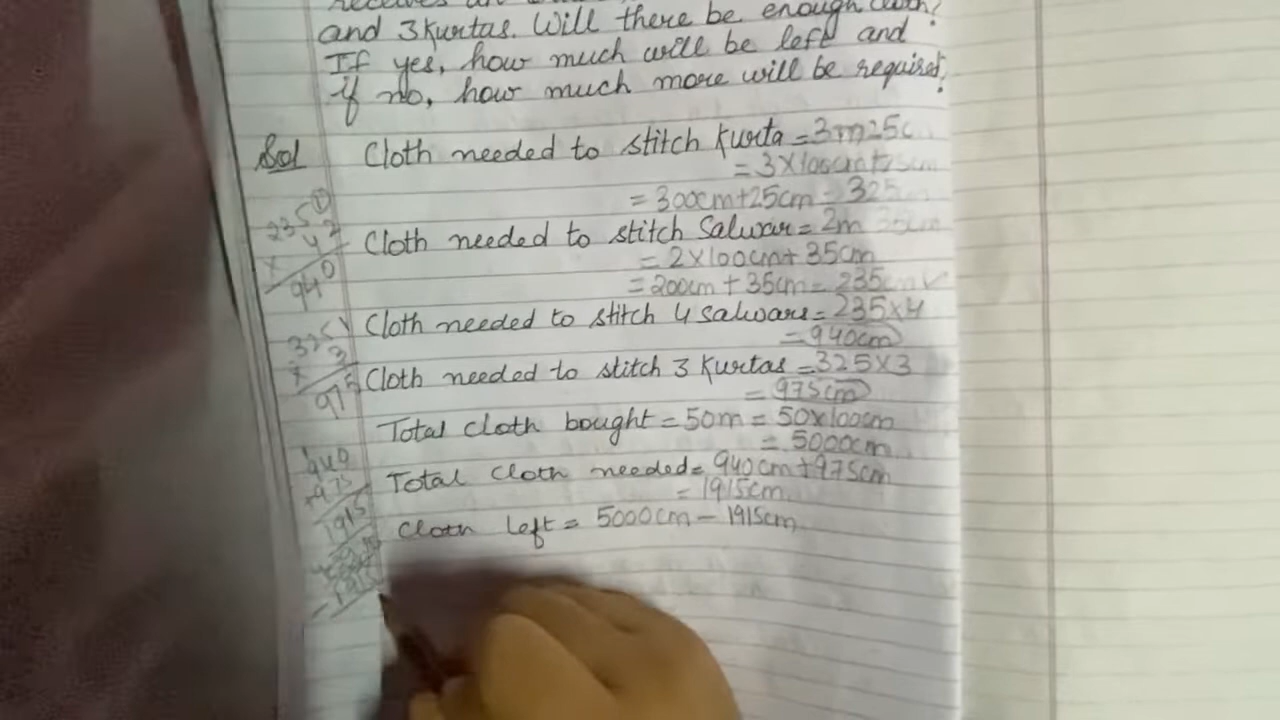 and 3 Kurtas. Will there be enough cloth?
If yes, how much will be left and
if no, how much more will be required?
Sol Cloth needed to stitch Kurta = 3m 25c
= 3×100cm+25cm
= 300cm+25cm = 325
Cloth needed to stitch Salwar = 2m 35cm
= 2×100cm+ 35cm
= 200cm + 35cm = 235cm
Cloth needed to stitch 4 salwars = 235×4
= 940cm
Cloth needed to stitch 3 Kurtas = 325×3
= 975cm
Total cloth bought = 50m = 50×100cm
= 5000cm
Total cloth needed = 940cm+975cm
= 1915cm
Cloth left = 5000cm - 1915cm
235
× 4
940
325
× 3
975
940
+975
1915